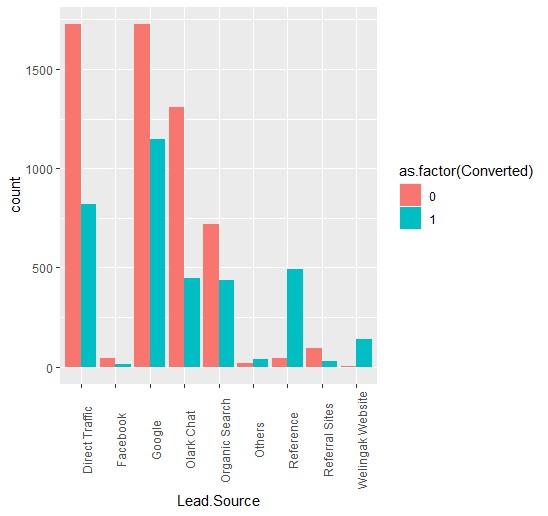 1500
1000
500
0
count
Direct Traffic
Facebook
Google
Olark Chat
Organic Search
Others
Reference
Referral Sites
Welingak Website
Lead.Source
as.factor(Converted)
0
1